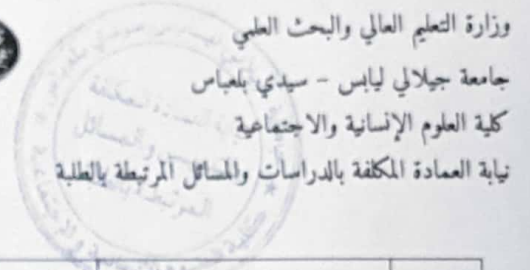 وزارة التعليم العالي والبحث العلمي
جامعة جيلالي ليابس – سيدي بلعباس
كلية العلوم الإنسانية والاجتماعية
نيابة العمادة المكلفة بالدراسات والمسائل المرتبطة بالطلبة